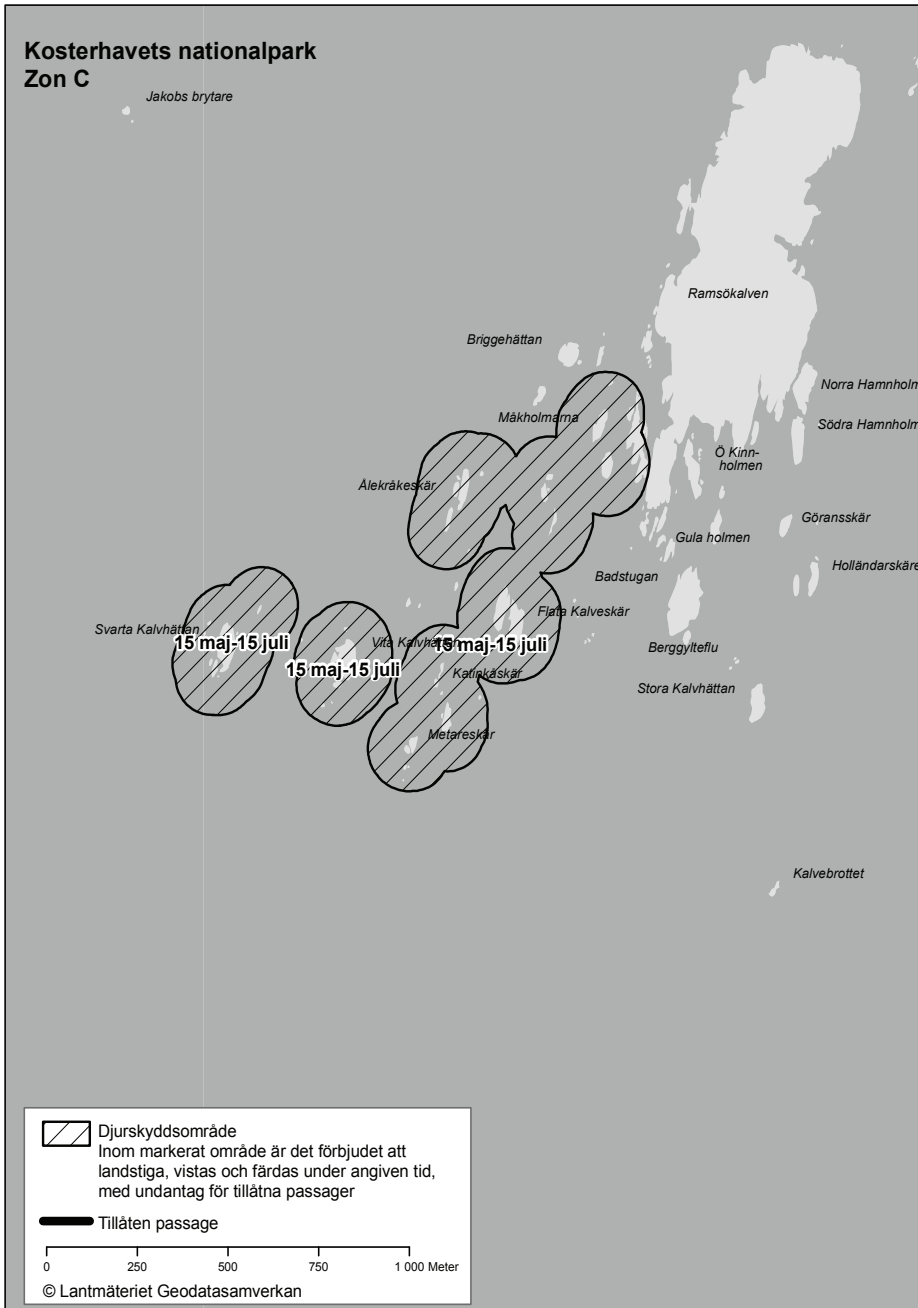 Kosterhavets nationalpark
Zon C
Jakobs brytare
Ramsökalven
Briggehättan
Norra Hamnholm
Måkholmarna
Södra Hamnholm
Ö Kinn-
holmen
Ålekråkeskär
Göransskär
Gula holmen
Holländarskäre
Badstugan
Flata Kalveskär
Svarta Kalvhättan
15 maj-15 juli
Vita Kalvhättan
15 maj-15 juli
Berggylteflu
15 maj-15 juli
Katinkaskär
Stora Kalvhättan
Metareskär
Kalvebrottet
Djurskyddsområde
Inom markerat område är det förbjudet att
landstiga, vistas och färdas under angiven tid,
med undantag för tillåtna passager
Tillåten passage
0 250 500 750 1 000 Meter
© Lantmäteriet Geodatasamverkan